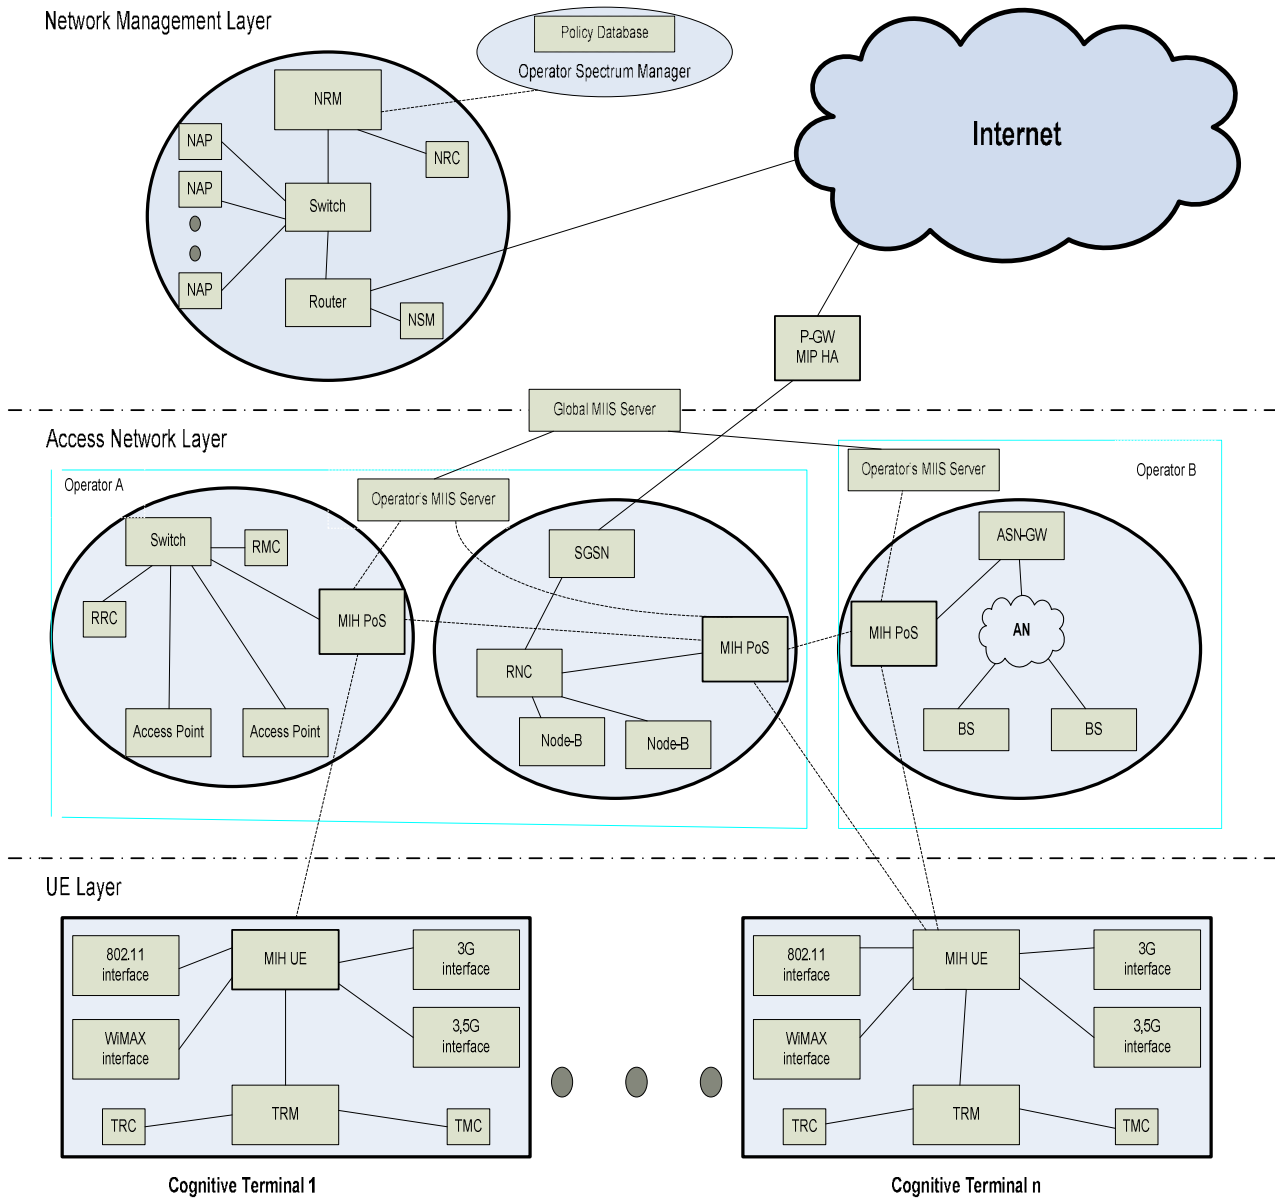 Network Management Layer
Policy Database
Operator Spectrum Manager
NRM
NAP
NRC
NAP
Switch
NAP
Router
NSM
Internet
P-GW
MIP HA
Global MIIS Server
Access Network Layer
Operator A
Operator's MIIS Server
Operator's MIIS Server
Operator B
Switch
RMC
RRC
MIH PoS
Access Point
Access Point
SGSN
RNC
MIH PoS
Node-B
Node-B
ASN-GW
MIH PoS
AN
BS
BS
UE Layer
802.11
interface
MIH UE
3G
interface
WiMAX
interface
3,5G
interface
TRC
TRM
TMC
Cognitive Terminal 1
802.11
interface
MIH UE
3G
interface
WiMAX
interface
3,5G
interface
TRC
TRM
TMC
Cognitive Terminal n